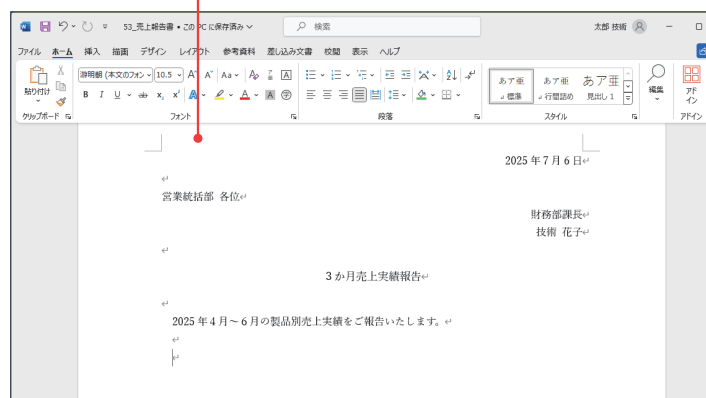 53_売上報告書 • この PC に保存済み
検索
太郎 技術
ファイル ホーム 挿入 描画 デザイン レイアウト 参考資料 差し込み文書 校閲 表示 ヘルプ
貼り付け
游明朝 (本文のフォン 10.5
B I U ab x₂ x² A A A
あア亜 あア亜 あア亜
標準 行間詰め 見出し 1
編集
アド
イン
クリップボード フォント 段落 スタイル アドイン
2025 年 7 月 6 日↵
↵
営業統括部 各位↵
財務部課長↵
技術 花子↵
↵
3 か月売上実績報告↵
↵
2025 年 4 月～ 6 月の製品別売上実績をご報告いたします。↵
↵
↵